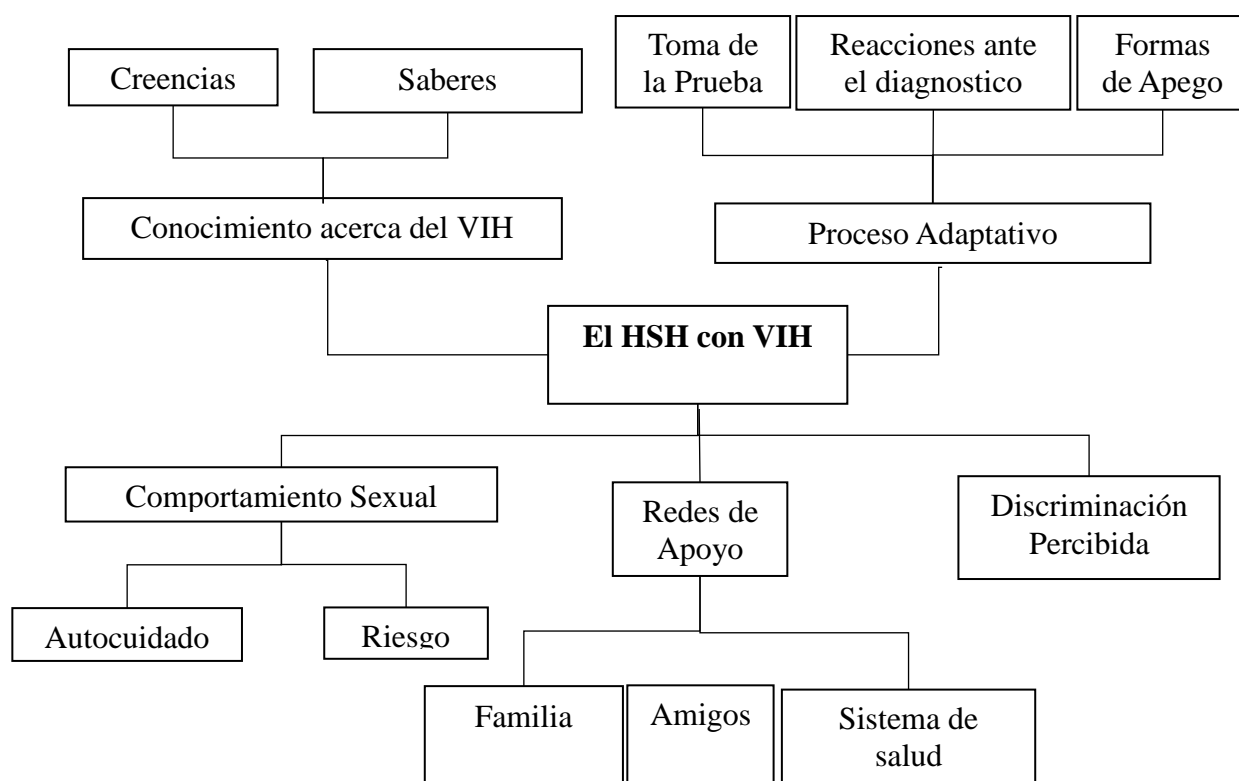 Creencias
Saberes
Toma de
la Prueba
Reacciones ante
el diagnostico
Formas
de Apego
Conocimiento acerca del VIH
Proceso Adaptativo
El HSH con VIH
Comportamiento Sexual
Redes de
Apoyo
Discriminación
Percibida
Autocuidado
Riesgo
Familia
Amigos
Sistema de
salud